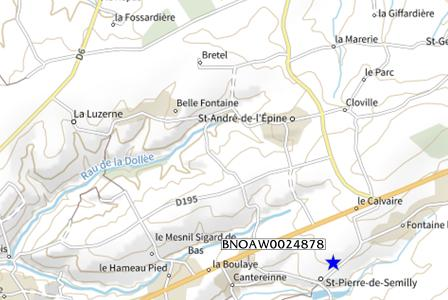 la Fossardière
la Giffardière
D6
Bretel
la Marerie
le Parc
Belle Fontaine
Cloville
La Luzerne
St-André-de-l'Épine
Rau de la Dollée
D195
le Calvaire
le Mesnil Sigard de
Bas
BNOAW0024878
Fontaine
le Hameau Pied
la Boulaye
Cantereinne
St-Pierre-de-Semilly